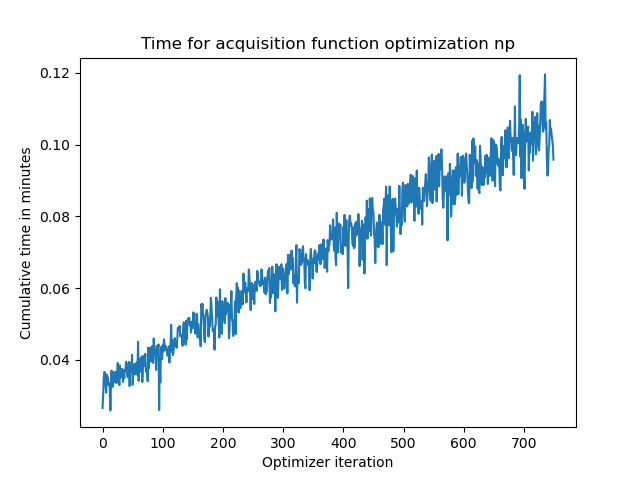 Time for acquisition function optimization np
Cumulative time in minutes
0.12
0.10
0.08
0.06
0.04
0 100 200 300 400 500 600 700
Optimizer iteration